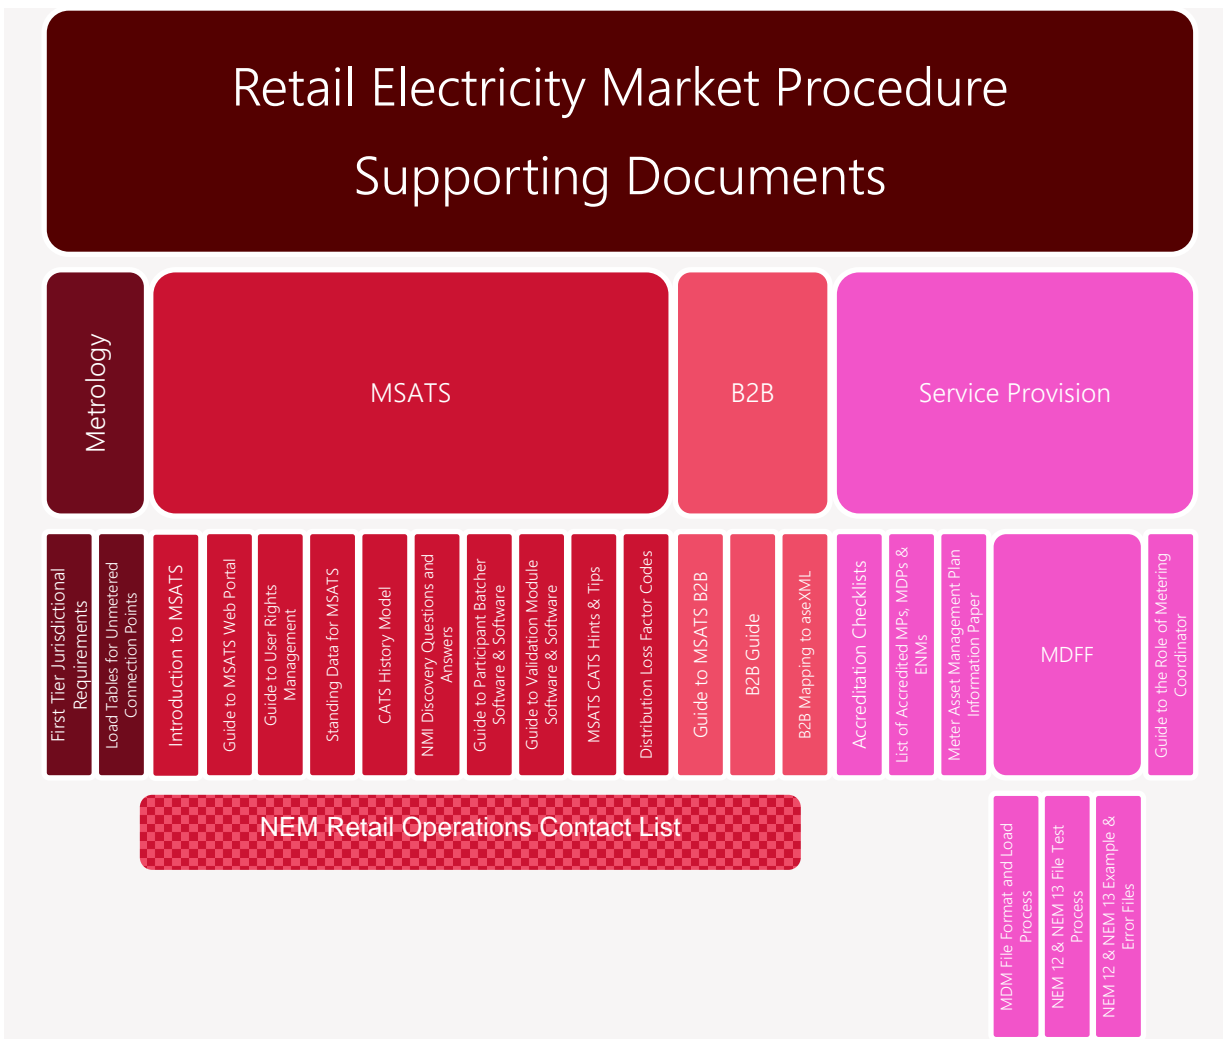 Retail Electricity Market Procedure
Supporting Documents
Metrology
MSATS
B2B
Service Provision
First Tier Jurisdictional
Requirements
Load Tables for Unmetered
Connection Points
Introduction to MSATS
Guide to MSATS Web Portal
Guide to User Rights
Management
Standing Data for MSATS
CATS History Model
NMI Discovery Questions and
Answers
Guide to Participant Batcher
Software & Software
Guide to Validation Module
Software & Software
MSATS CATS Hints & Tips
Distribution Loss Factor Codes
Guide to MSATS B2B
B2B Guide
B2B Mapping to aseXML
Accreditation Checklists
List of Accredited MPs, MDPs &
ENMs
Meter Asset Management Plan
Information Paper
MDFF
Guide to the Role of Metering
Coordinator
NEM Retail Operations Contact List
MDM File Format and Load
Process
NEM 12 & NEM 13 File Test
Process
NEM 12 & NEM 13 Example &
Error Files